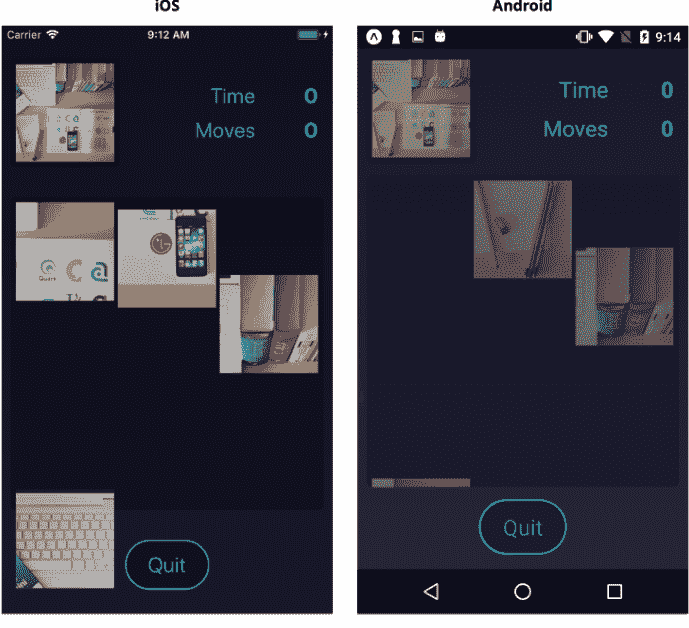 iOS
Carrier 9:12 AM
Time 0
Moves 0
Quit
Android
9:14
Time 0
Moves 0
Quit